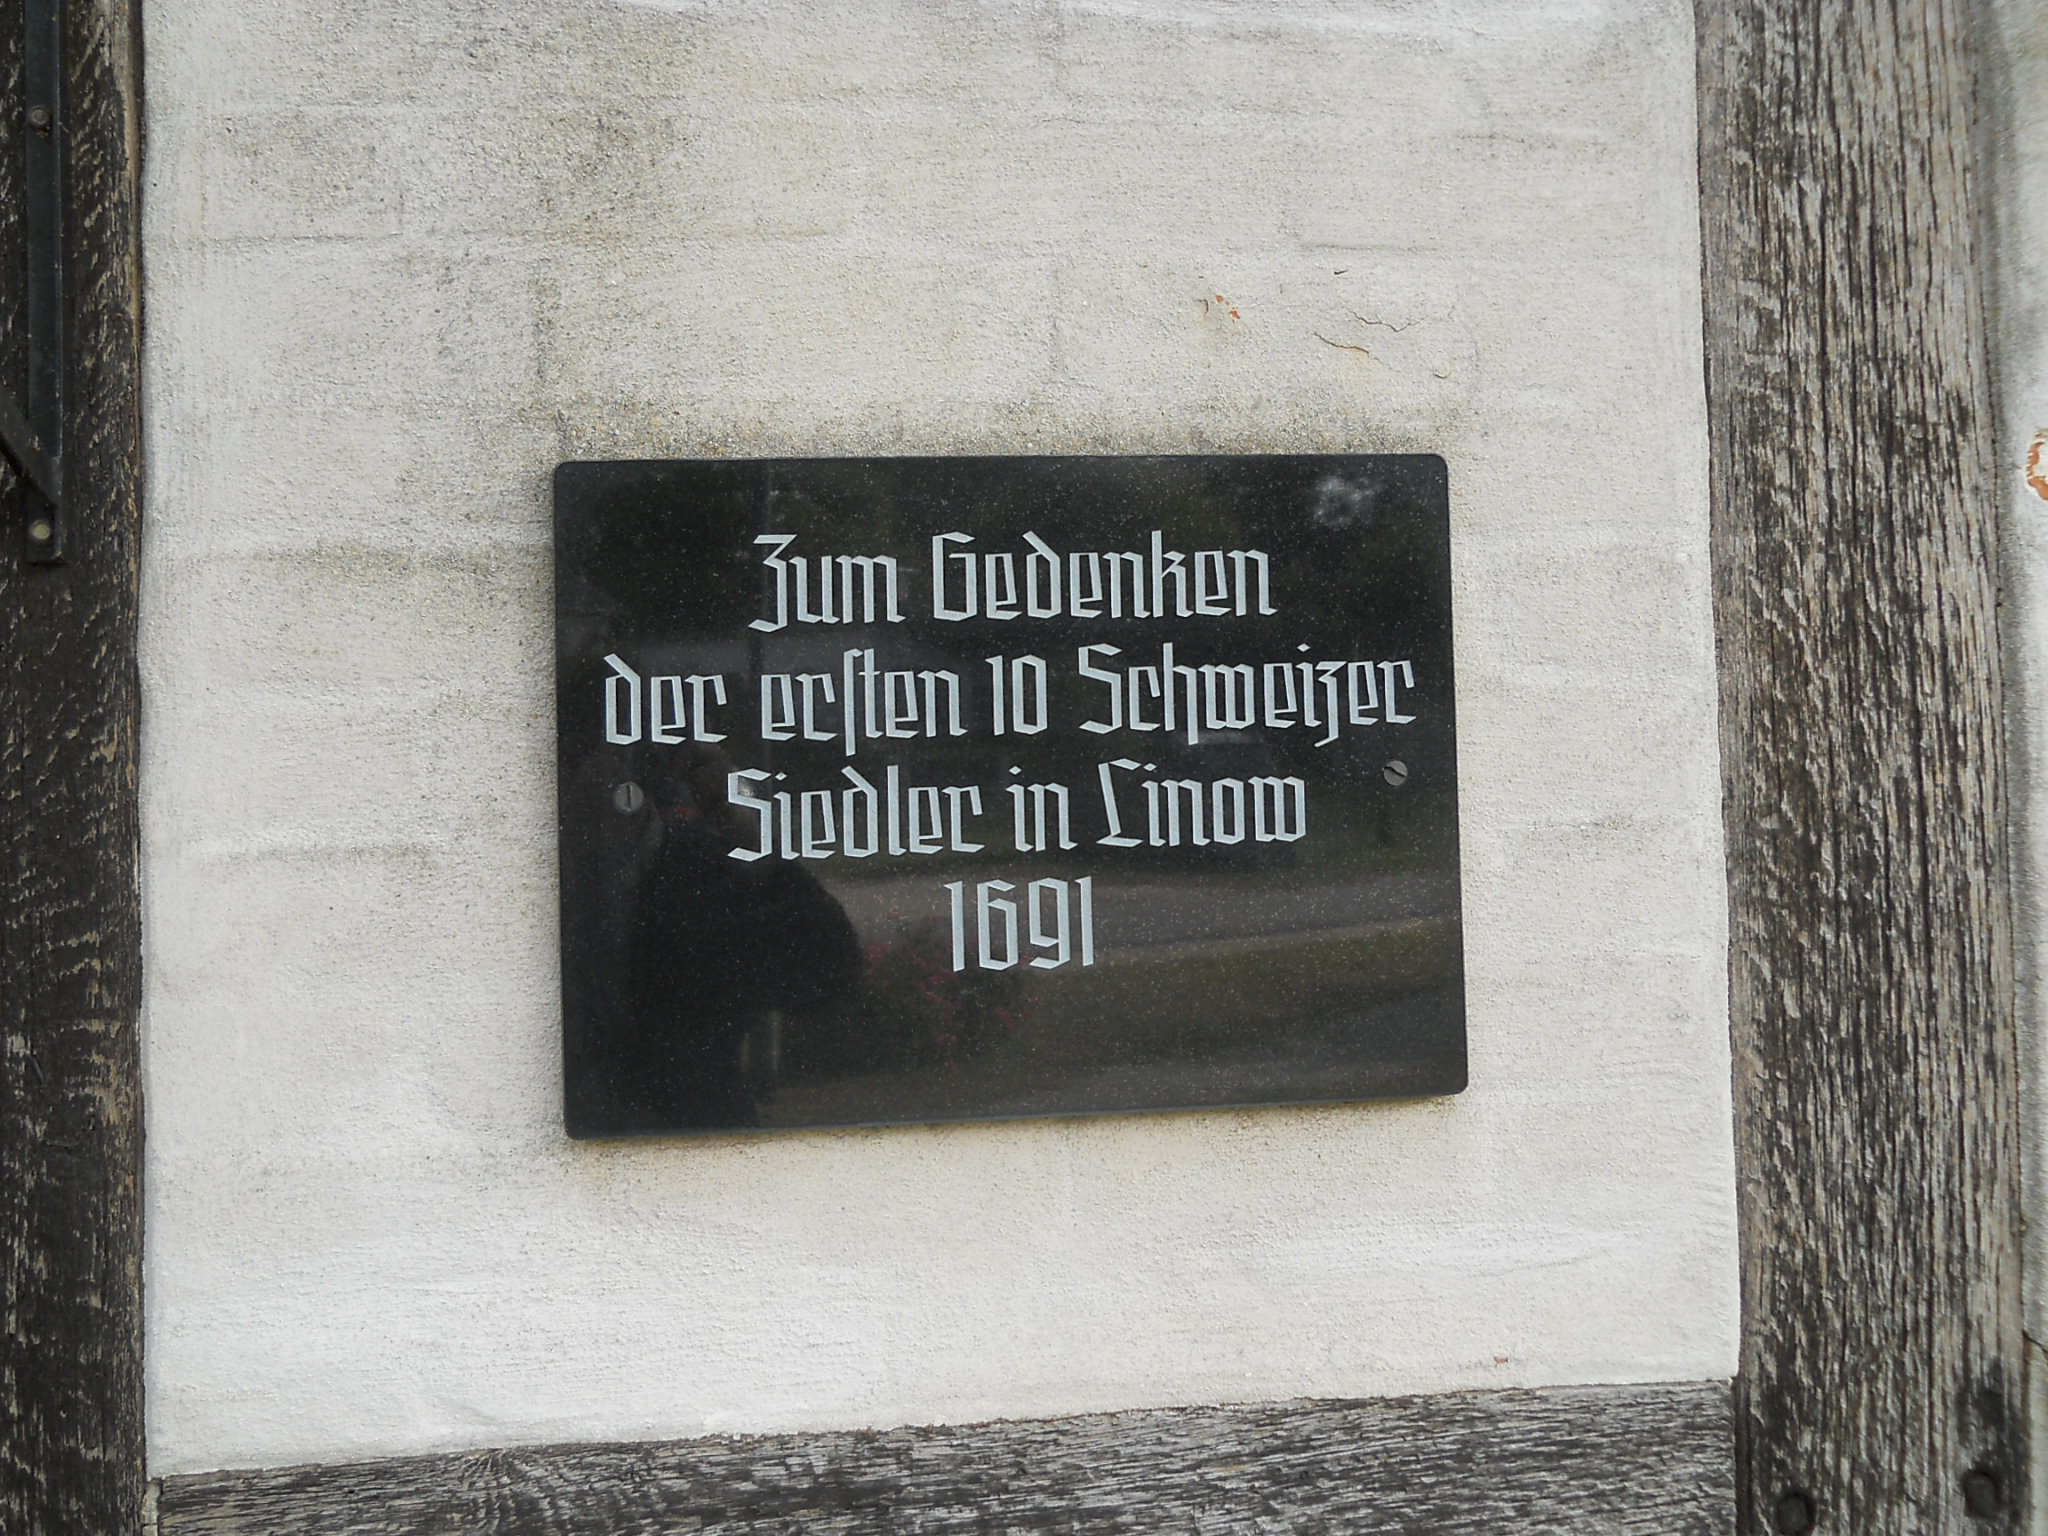 Zum Gedenken
der erſten 10 Schweizer
Siedler in Linow
1691